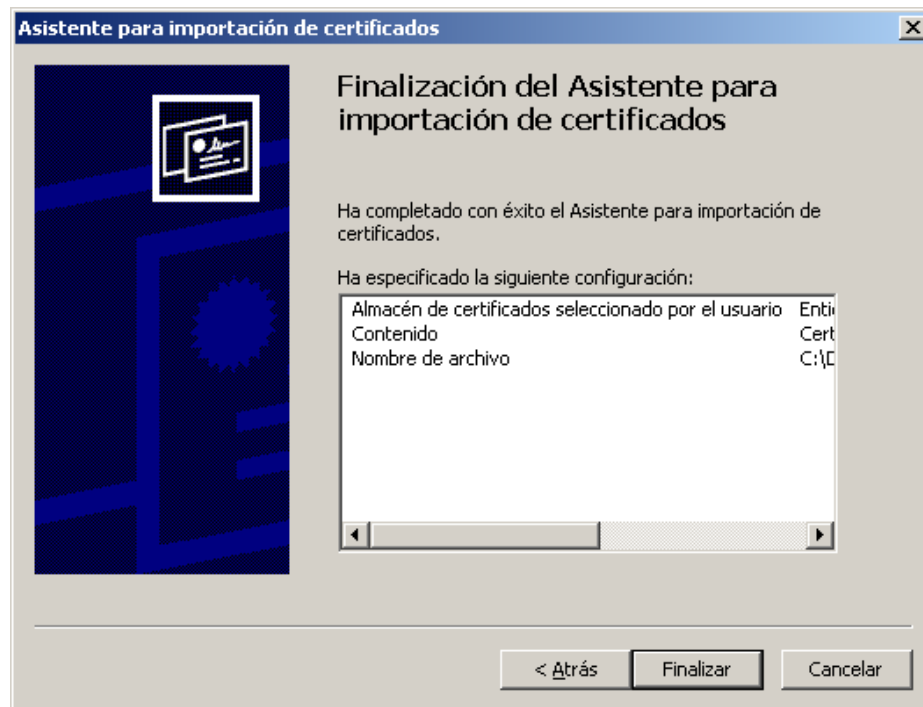 Asistente para importación de certificados
Finalización del Asistente para
importación de certificados
Ha completado con éxito el Asistente para importación de
certificados.
Ha especificado la siguiente configuración:
Almacén de certificados seleccionado por el usuario Enti
Contenido Cert
Nombre de archivo C:\D
< Atrás Finalizar Cancelar